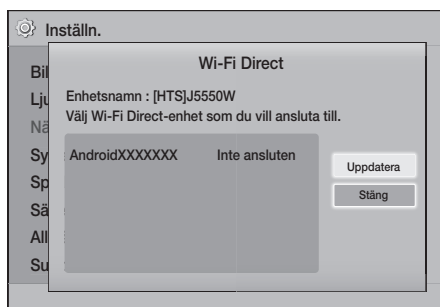 Inställn.
Wi-Fi Direct
Enhetsnamn : [HTS]J5550W
Välj Wi-Fi Direct-enhet som du vill ansluta till.
AndroidXXXXXXX Inte ansluten
Uppdatera
Stäng
Bil
Lju
Nä
Sy
Sp
Sä
All
Su